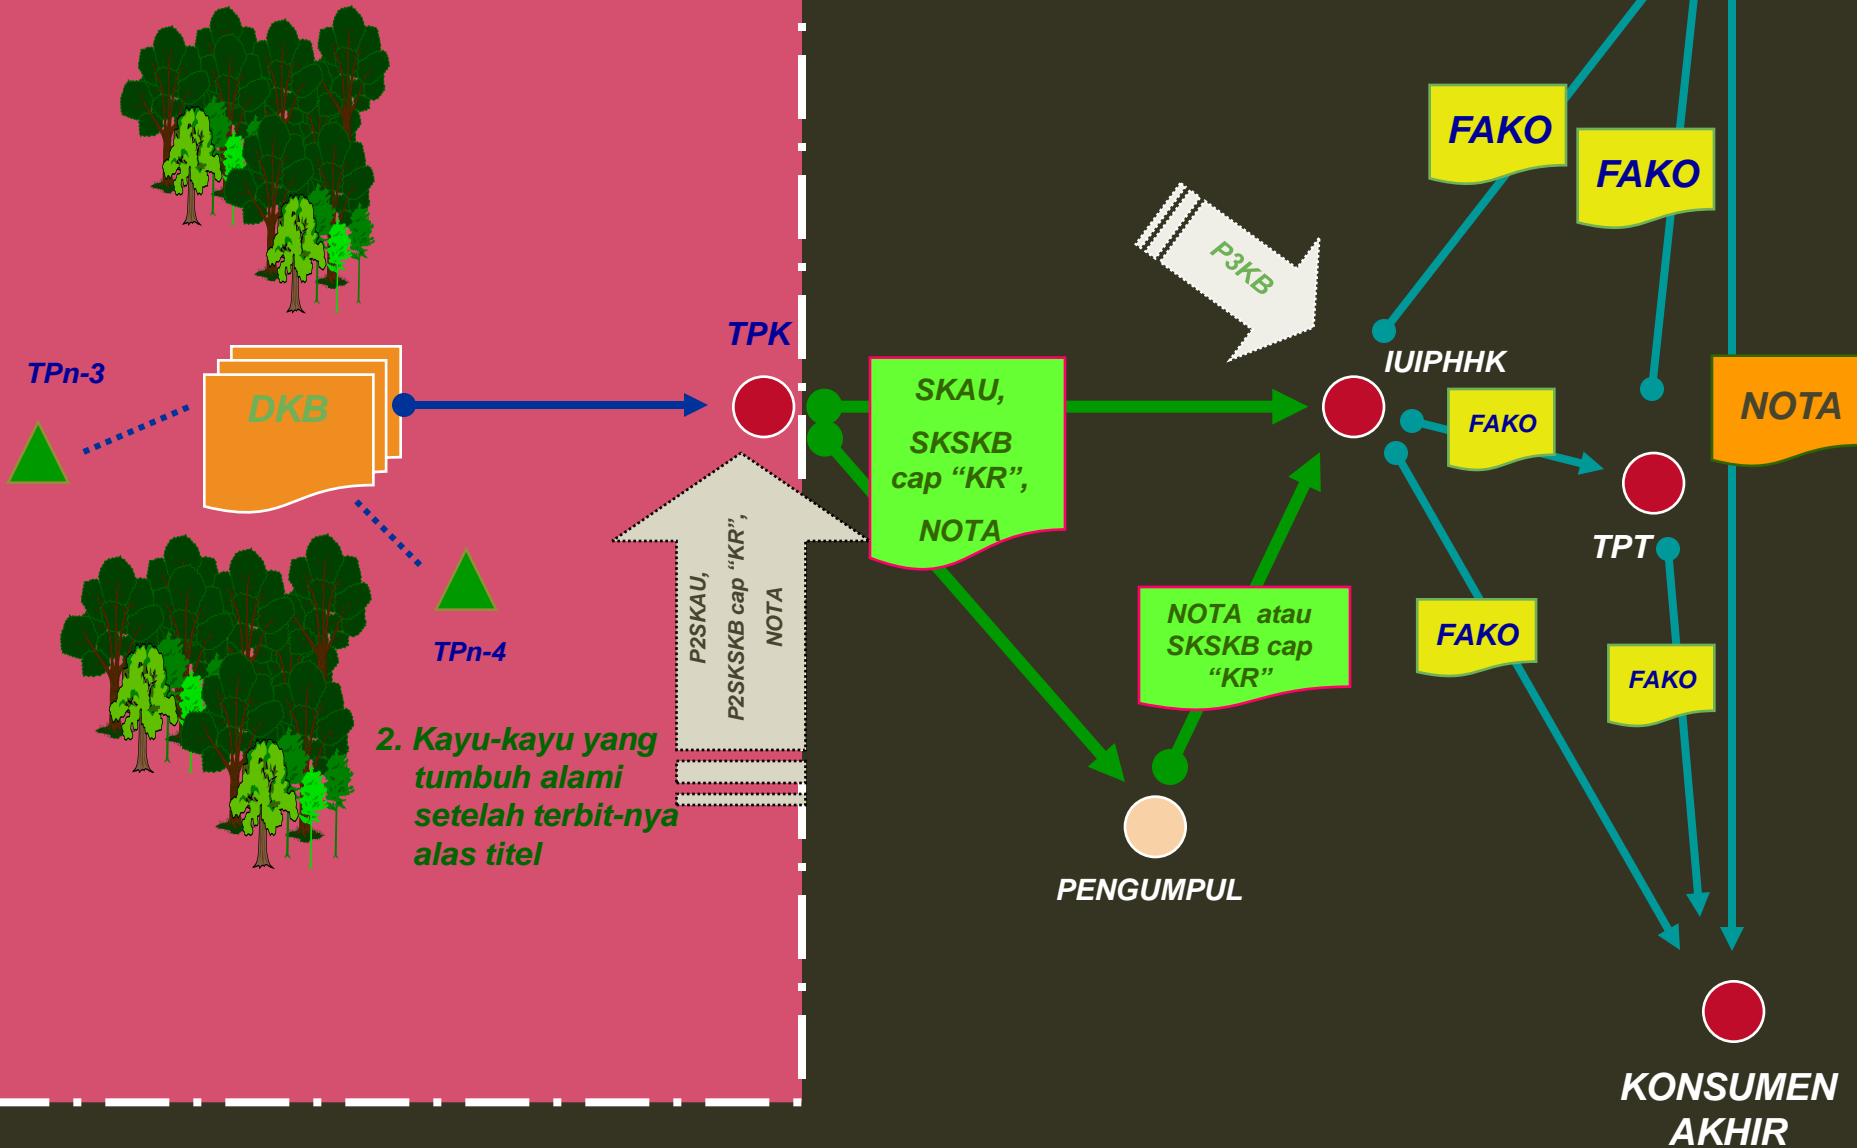 FAKO
FAKO
P3KB
TPK
IUIPHHK
TPn-3
DKB
SKAU,
SKSKB
cap “KR”,
NOTA
FAKO
NOTA
P2SKAU,
P2SKSKB cap “KR”,
NOTA
TPT
TPn-4
NOTA atau
SKSKB cap
“KR”
FAKO
FAKO
2. Kayu-kayu yang
tumbuh alami
setelah terbit-nya
alas titel
PENGUMPUL
KONSUMEN
AKHIR